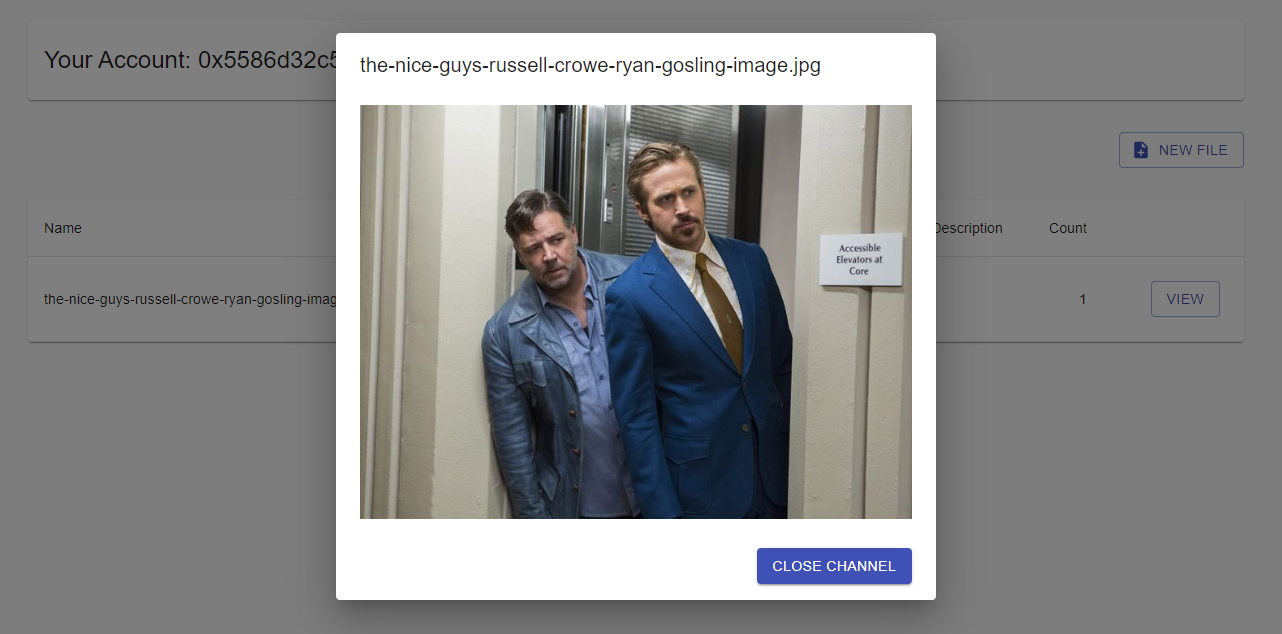 Your Account: 0x5586d32c5
the-nice-guys-russell-crowe-ryan-gosling-image.jpg
NEW FILE
Name
Description
Count
the-nice-guys-russell-crowe-ryan-gosling-imag
1
VIEW
Accessible
Elevators at
Core
CLOSE CHANNEL